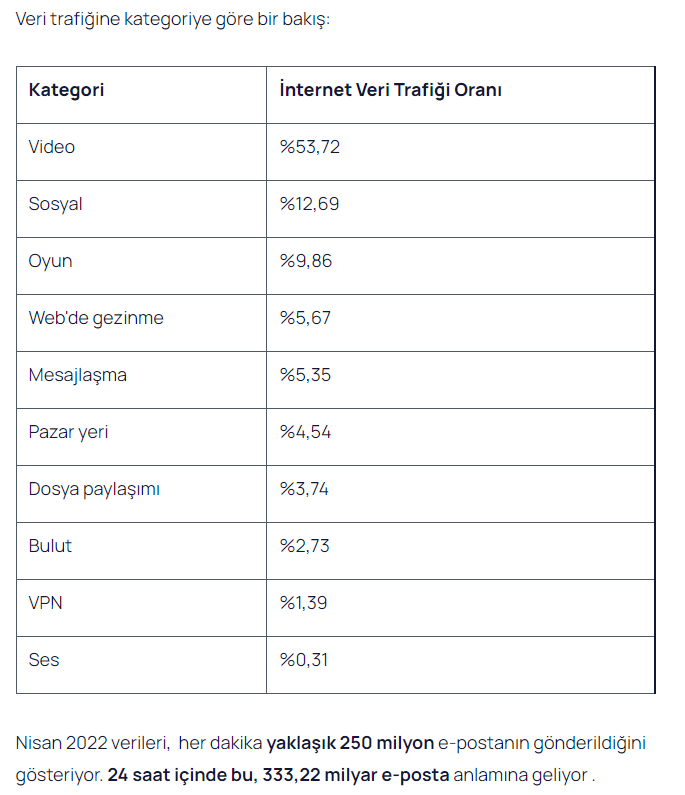 Veri trafiğine kategoriye göre bir bakış:
Kategori İnternet Veri Trafiği Oranı
Video %53,72
Sosyal %12,69
Oyun %9,86
Web'de gezinme %5,67
Mesajlaşma %5,35
Pazar yeri %4,54
Dosya paylaşımı %3,74
Bulut %2,73
VPN %1,39
Ses %0,31
Nisan 2022 verileri, her dakika yaklaşık 250 milyon e-postanın gönderildiğini
gösteriyor. 24 saat içinde bu, 333,22 milyar e-posta anlamına geliyor .